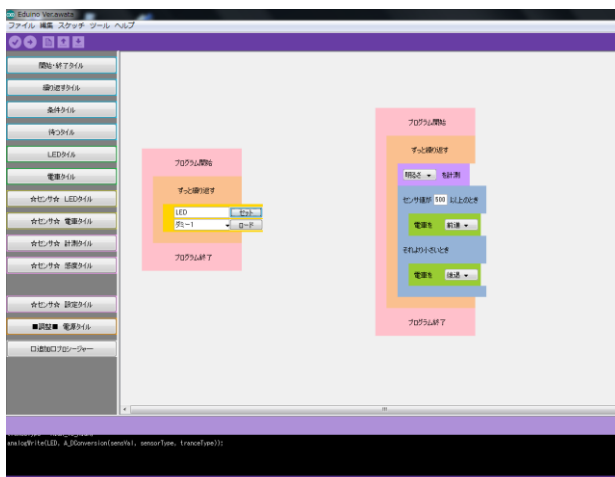 Eduino Ver.awata
ファイル 編集 スケッチ ツール ヘルプ
開始・終了タイル
繰り返すタイル
条件タイル
待つタイル
LEDタイル
電車タイル
☆センサ☆ LEDタイル
☆センサ☆ 電車タイル
☆センサ☆ 計測タイル
☆センサ☆ 感度タイル
☆センサ☆ 設定タイル
■調整■ 電源タイル
口追加口プロシージャー
プログラム開始
ずっと繰り返す
LED セット
ダミー1 ロード
プログラム終了
プログラム開始
ずっと繰り返す
明るさ を計測
センサ値が 500 以上のとき
電車を 前進
それより小さいとき
電車を 後退
プログラム終了
analogWrite(LED, A_DConversion(sensVal, sensorType, tranceType));